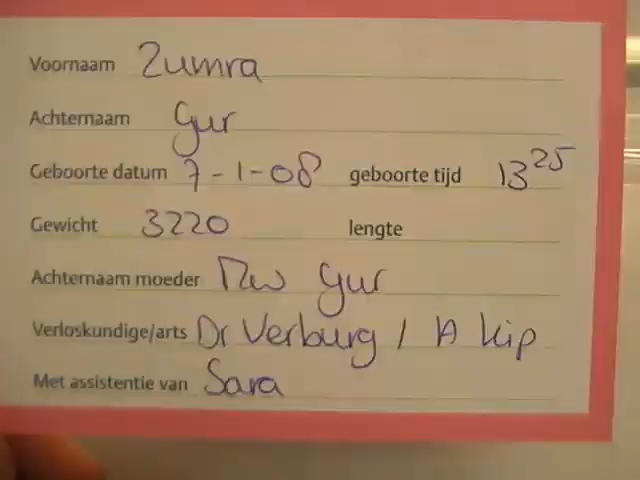 Voornaam Zumra
Achternaam Gur
Geboorte datum 7-1-08 geboorte tijd 13 25
Gewicht 3220 lengte
Achternaam moeder Mw Gur
Verloskundige/arts Dr Verburg / A Kip
Met assistentie van Sara